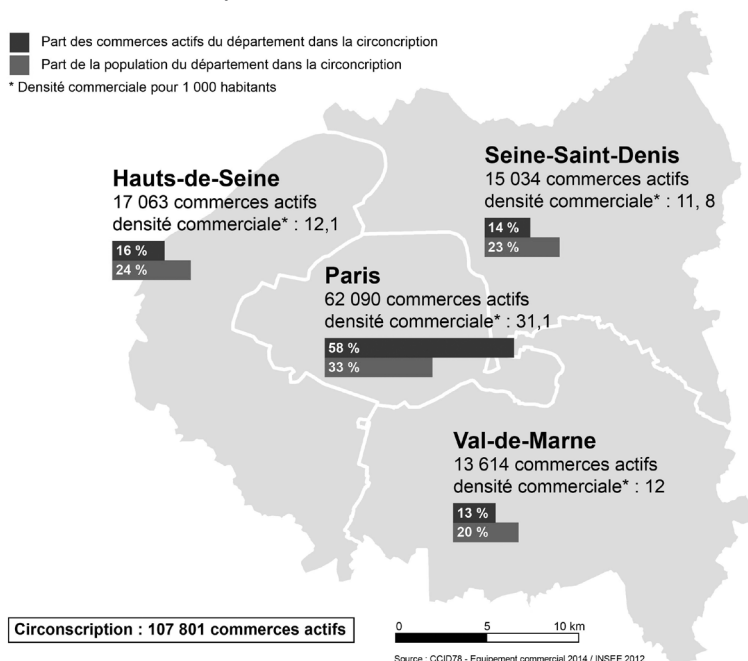 Part des commerces actifs du département dans la circoncription
Part de la population du département dans la circoncription
* Densité commerciale pour 1 000 habitants
Hauts-de-Seine
17 063 commerces actifs
densité commerciale* : 12,1
16 %
24 %
Seine-Saint-Denis
15 034 commerces actifs
densité commerciale* : 11, 8
14 %
23 %
Paris
62 090 commerces actifs
densité commerciale* : 31,1
58 %
33 %
Val-de-Marne
13 614 commerces actifs
densité commerciale* : 12
13 %
20 %
Circonscription : 107 801 commerces actifs
0 5 10 km
Source : CCID78 - Equipement commercial 2014 / INSEE 2012